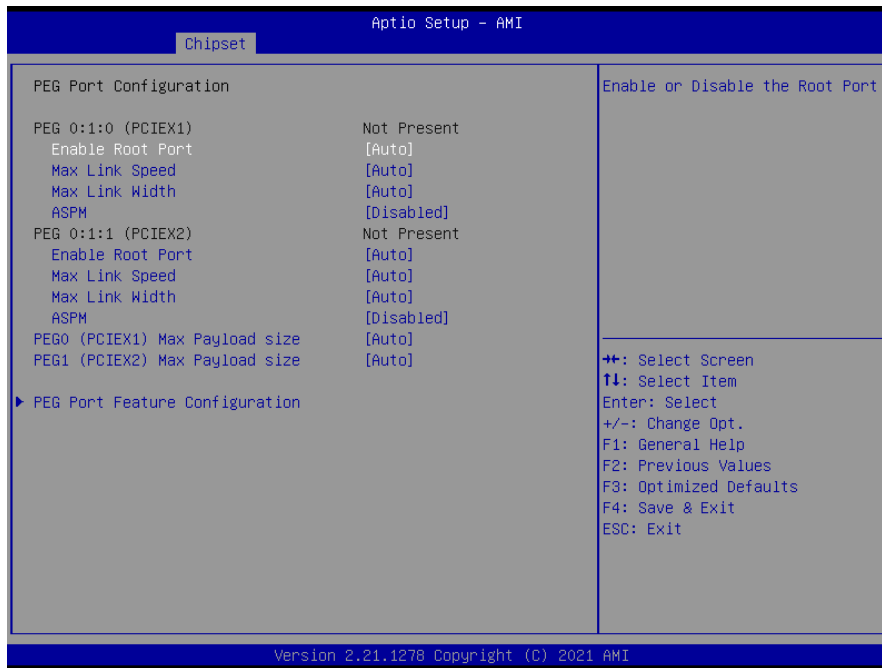 Aptio Setup – AMI
Chipset
PEG Port Configuration
PEG 0:1:0 (PCIEX1) Not Present
Enable Root Port [Auto]
Max Link Speed [Auto]
Max Link Width [Auto]
ASPM [Disabled]
PEG 0:1:1 (PCIEX2) Not Present
Enable Root Port [Auto]
Max Link Speed [Auto]
Max Link Width [Auto]
ASPM [Disabled]
PEG0 (PCIEX1) Max Payload size [Auto]
PEG1 (PCIEX2) Max Payload size [Auto]
▶ PEG Port Feature Configuration
Enable or Disable the Root Port
→←: Select Screen
↑↓: Select Item
Enter: Select
+/-: Change Opt.
F1: General Help
F2: Previous Values
F3: Optimized Defaults
F4: Save & Exit
ESC: Exit
Version 2.21.1278 Copyright (C) 2021 AMI